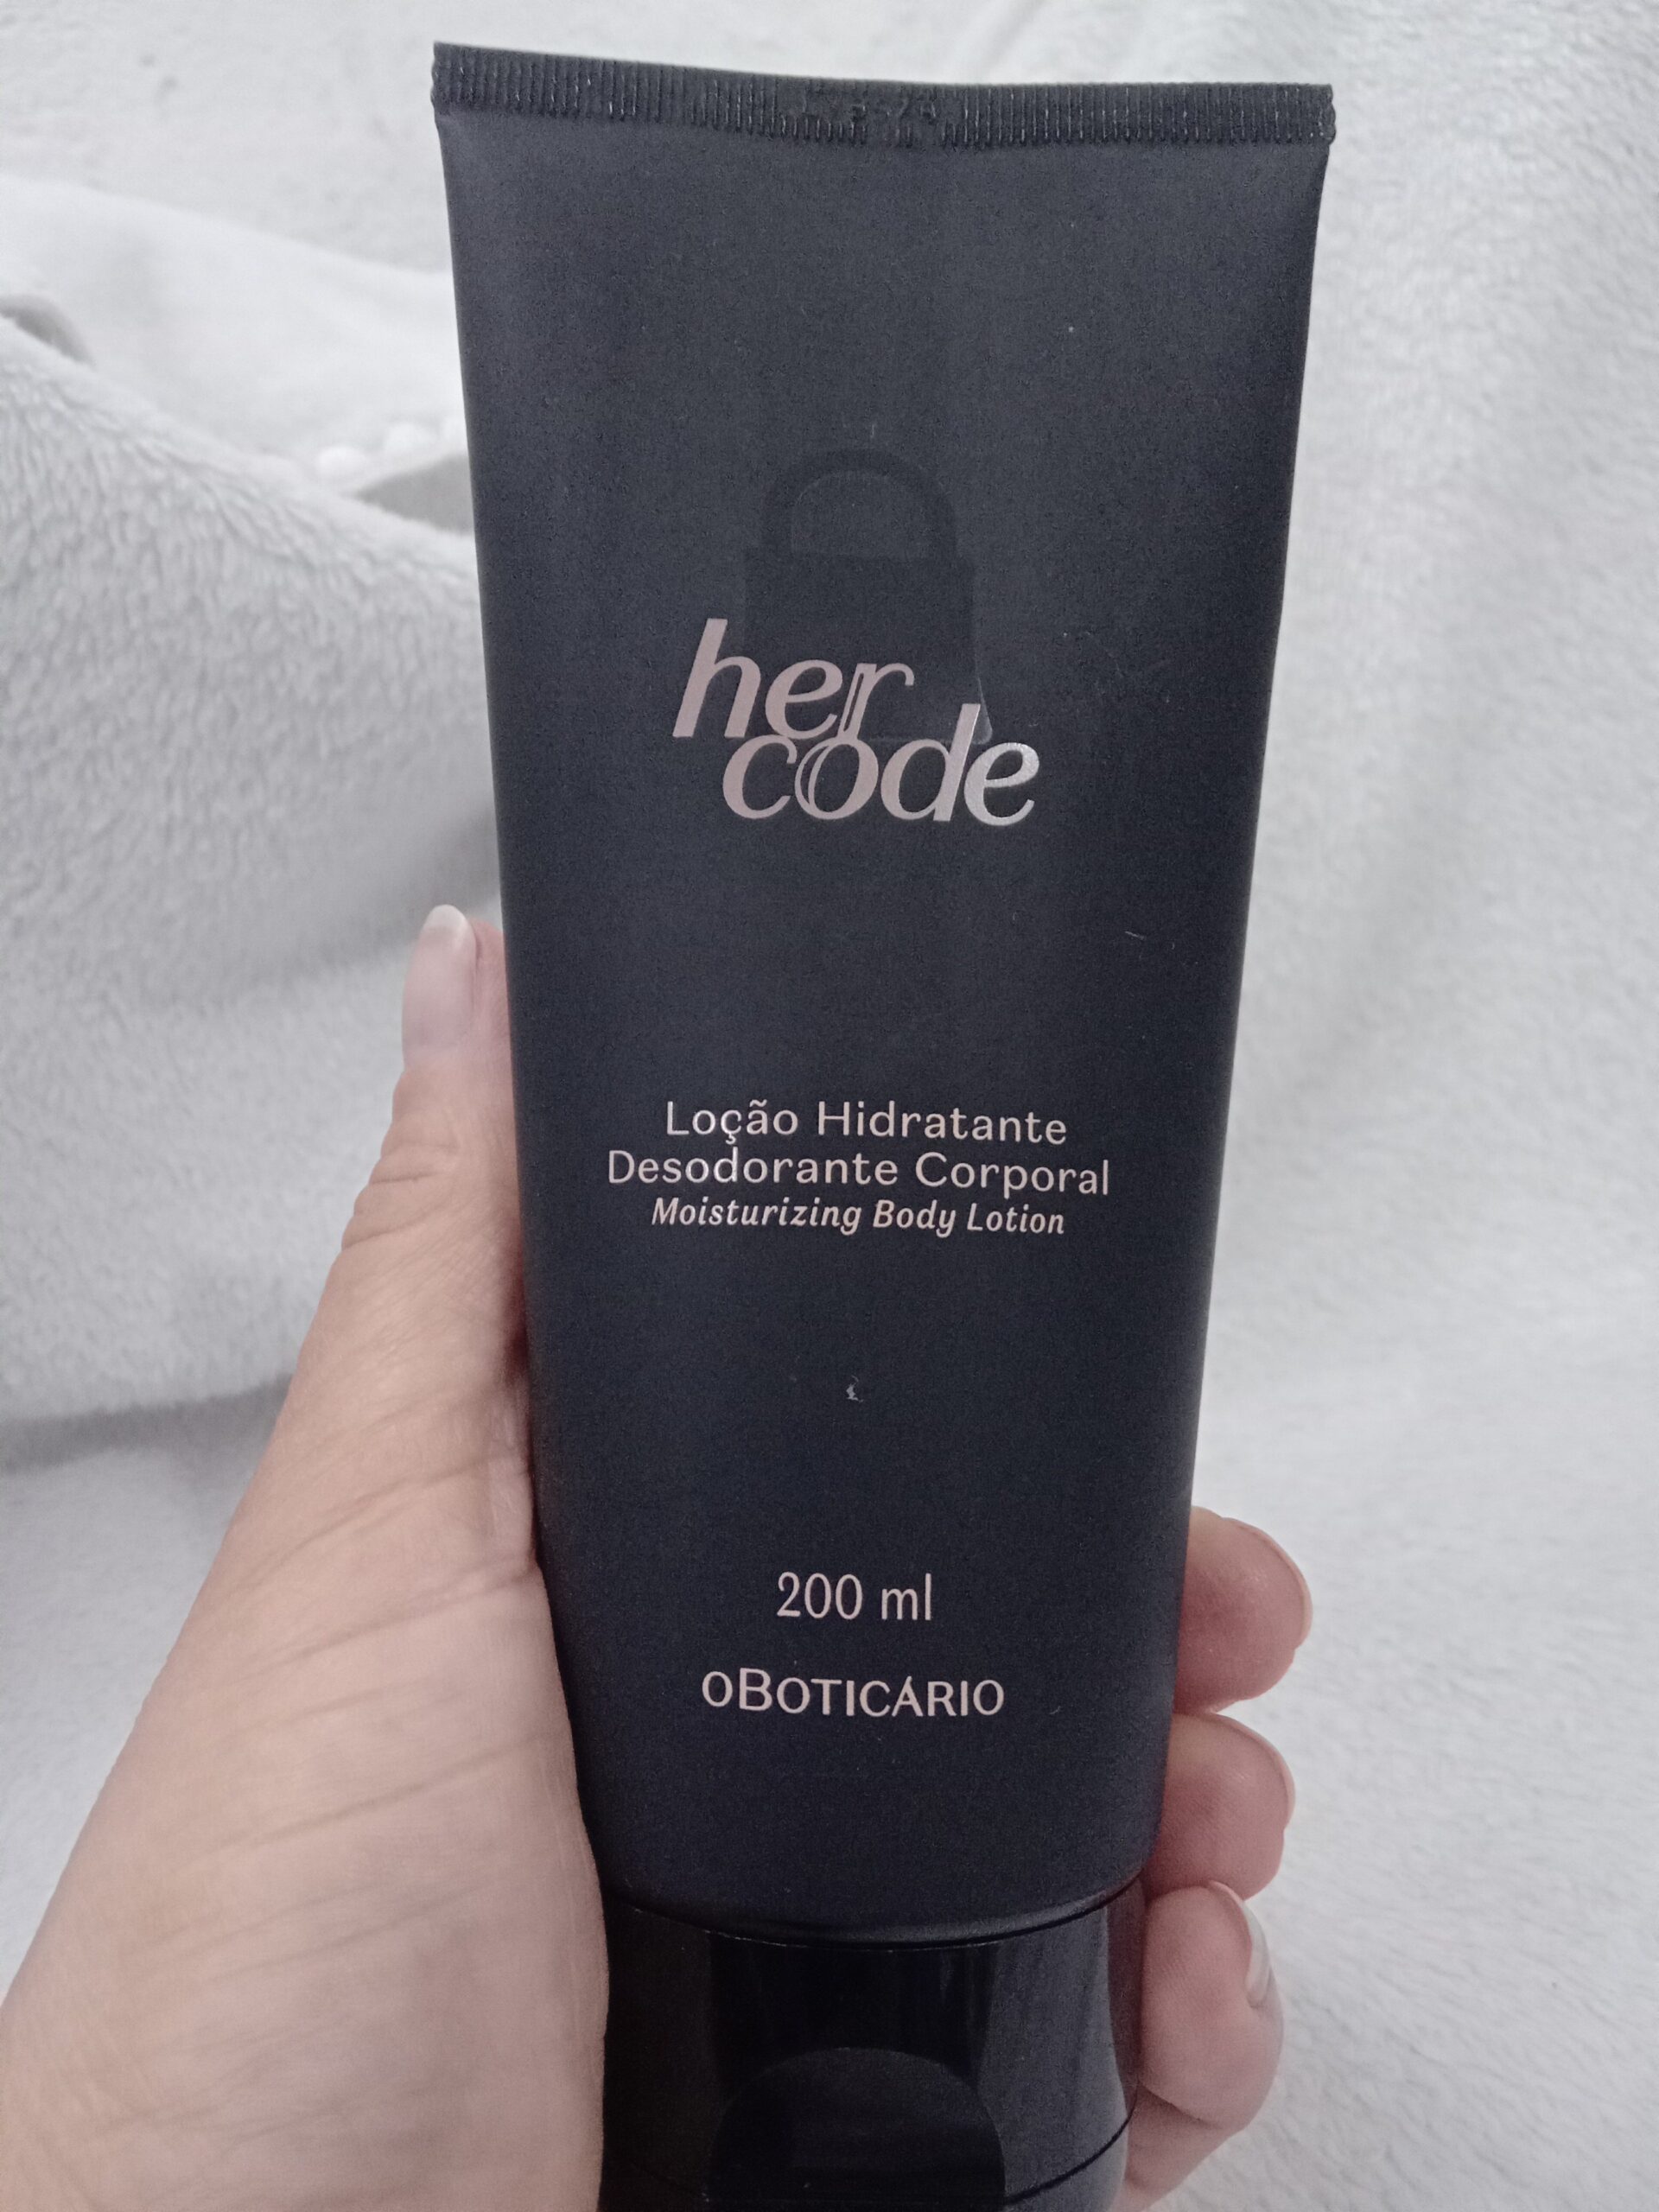 her
code
Loção Hidratante
Desodorante Corporal
Moisturizing Body Lotion
200 ml
oBOTICÁRIO